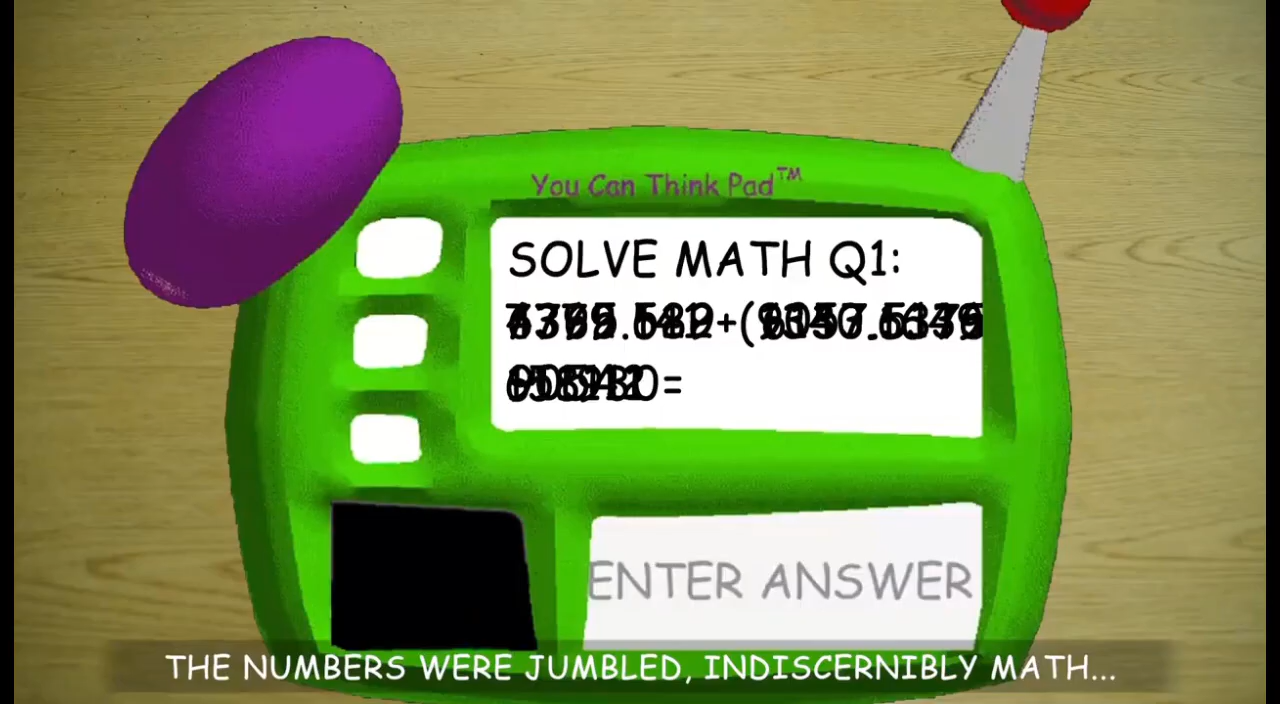 You Can Think Pad™
SOLVE MATH Q1:
ENTER ANSWER
THE NUMBERS WERE JUMBLED, INDISCERNIBLY MATH...